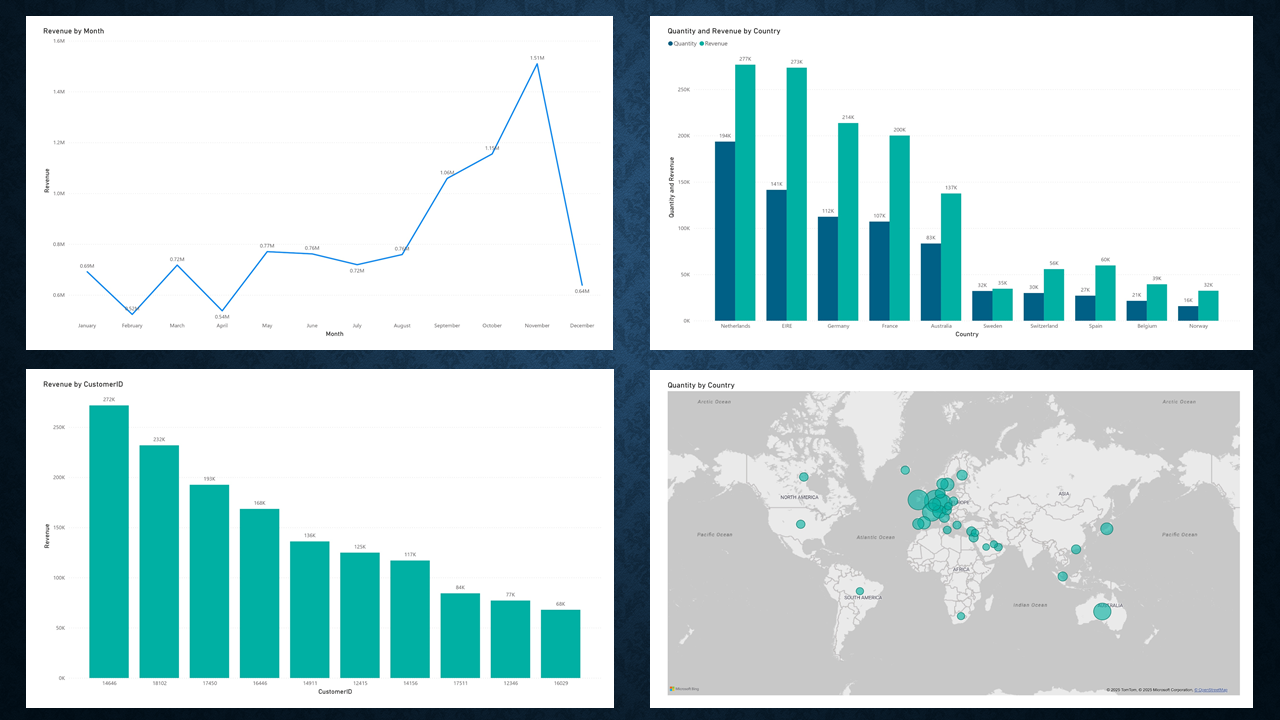 Revenue by Month
1.6M
1.4M
1.2M
1.0M
0.8M
0.6M
Revenue
0.69M
0.52M
0.72M
0.54M
0.77M
0.76M
0.72M
0.76M
1.06M
1.15M
1.51M
0.64M
January February March April May June July August September October November December
Month
Quantity and Revenue by Country
Quantity Revenue
250K
200K
150K
100K
50K
0K
Quantity and Revenue
194K 277K
141K 273K
112K 214K
107K 200K
83K 137K
32K 35K
30K 56K
27K 60K
21K 39K
16K 32K
Netherlands EIRE Germany France Australia Sweden Switzerland Spain Belgium Norway
Country
Revenue by CustomerID
250K
200K
150K
100K
50K
0K
Revenue
272K 232K 193K 168K 136K 125K 117K 84K 77K 68K
14646 18102 17450 16446 14911 12415 14156 17511 12346 16029
CustomerID
Quantity by Country
Arctic Ocean
Arctic Ocean
NORTH AMERICA
ASIA
Pacific Ocean
Atlantic Ocean
Pacific Ocean
AFRICA
SOUTH AMERICA
Indian Ocean
Microsoft Bing
© 2023 TomTom, © 2023 Microsoft Corporation, © OpenStreetMap